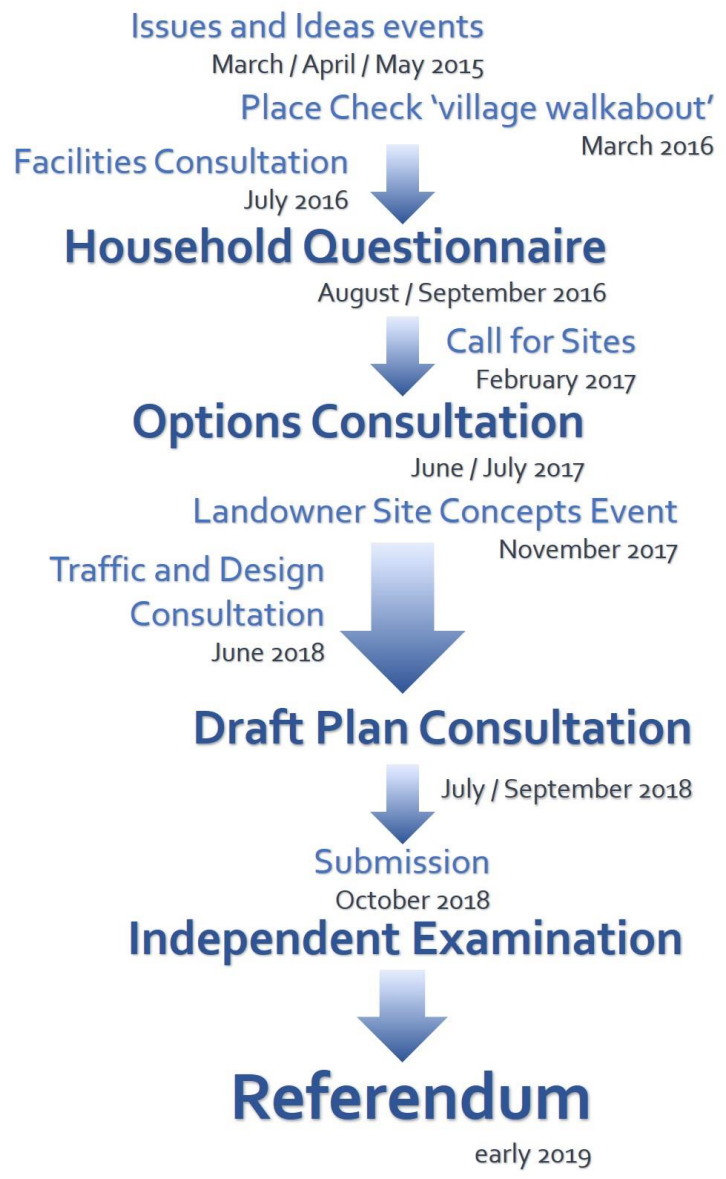 Issues and Ideas events
March / April / May 2015
Place Check ‘village walkabout’
March 2016
Facilities Consultation
July 2016
Household Questionnaire
August / September 2016
Call for Sites
February 2017
Options Consultation
June / July 2017
Landowner Site Concepts Event
November 2017
Traffic and Design
Consultation
June 2018
Draft Plan Consultation
July / September 2018
Submission
October 2018
Independent Examination
Referendum
early 2019